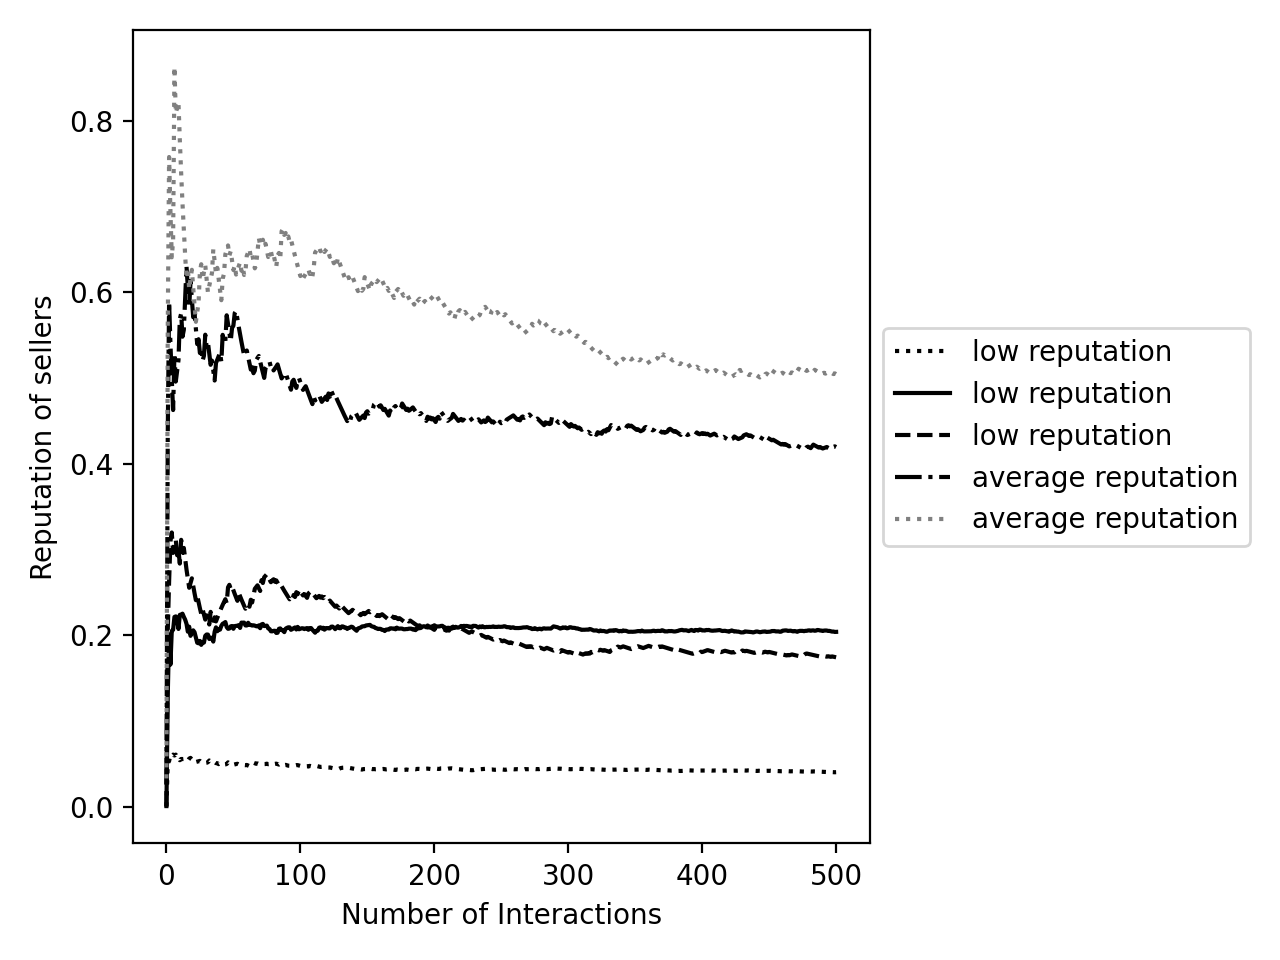 Reputation of sellers
0.8
0.6
0.4
0.2
0.0
0 100 200 300 400 500
Number of Interactions
low reputation
low reputation
low reputation
average reputation
average reputation